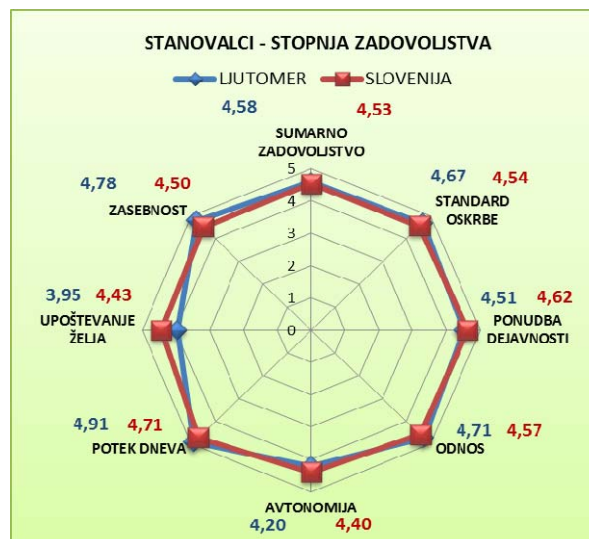 STANOVALCI - STOPNJA ZADOVOLJSTVA
LJUTOMER SLOVENIJA
4,58 4,53
SUMARNO
ZADOVOLJSTVO
4,78 4,50
ZASEBNOST
4,67 4,54
STANDARD
OSKRBE
5
4
3
2
1
0
3,95 4,43
UPOŠTEVANJE
ŽELJA
4,51 4,62
PONUDBA
DEJAVNOSTI
4,91 4,71
POTEK DNEVA
4,71 4,57
ODNOS
AVTONOMIJA
4,20 4,40